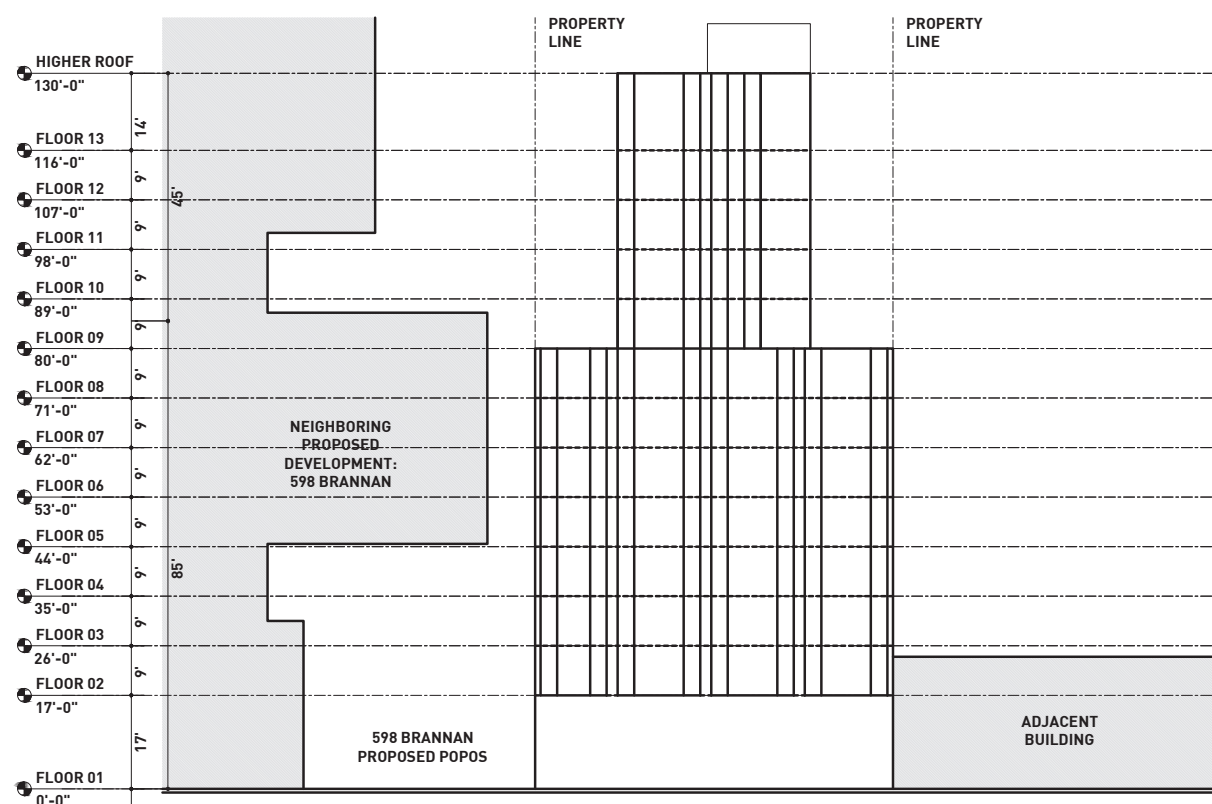 PROPERTY
LINE
PROPERTY
LINE
HIGHER ROOF
130'-0"
14'
FLOOR 13
116'-0"
9'
FLOOR 12
107'-0"
45'
9'
FLOOR 11
98'-0"
9'
FLOOR 10
89'-0"
9'
FLOOR 09
80'-0"
9'
FLOOR 08
71'-0"
9'
FLOOR 07
62'-0"
9'
FLOOR 06
53'-0"
9'
FLOOR 05
44'-0"
9'
85'
FLOOR 04
35'-0"
9'
FLOOR 03
26'-0"
9'
FLOOR 02
17'-0"
17'
FLOOR 01
0'-0"
NEIGHBORING
PROPOSED
DEVELOPMENT:
598 BRANNAN
598 BRANNAN
PROPOSED POPOS
ADJACENT
BUILDING